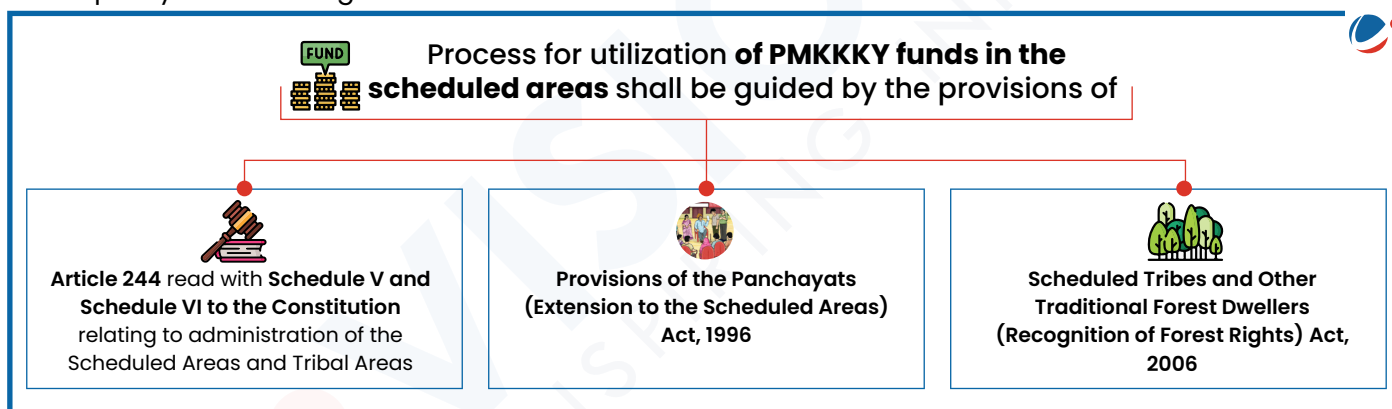 FUND
Process for utilization of PMKKKY funds in the
scheduled areas shall be guided by the provisions of
Article 244 read with Schedule V and
Schedule VI to the Constitution
relating to administration of the
Scheduled Areas and Tribal Areas
Provisions of the Panchayats
(Extension to the Scheduled Areas)
Act, 1996
Scheduled Tribes and Other
Traditional Forest Dwellers
(Recognition of Forest Rights) Act,
2006